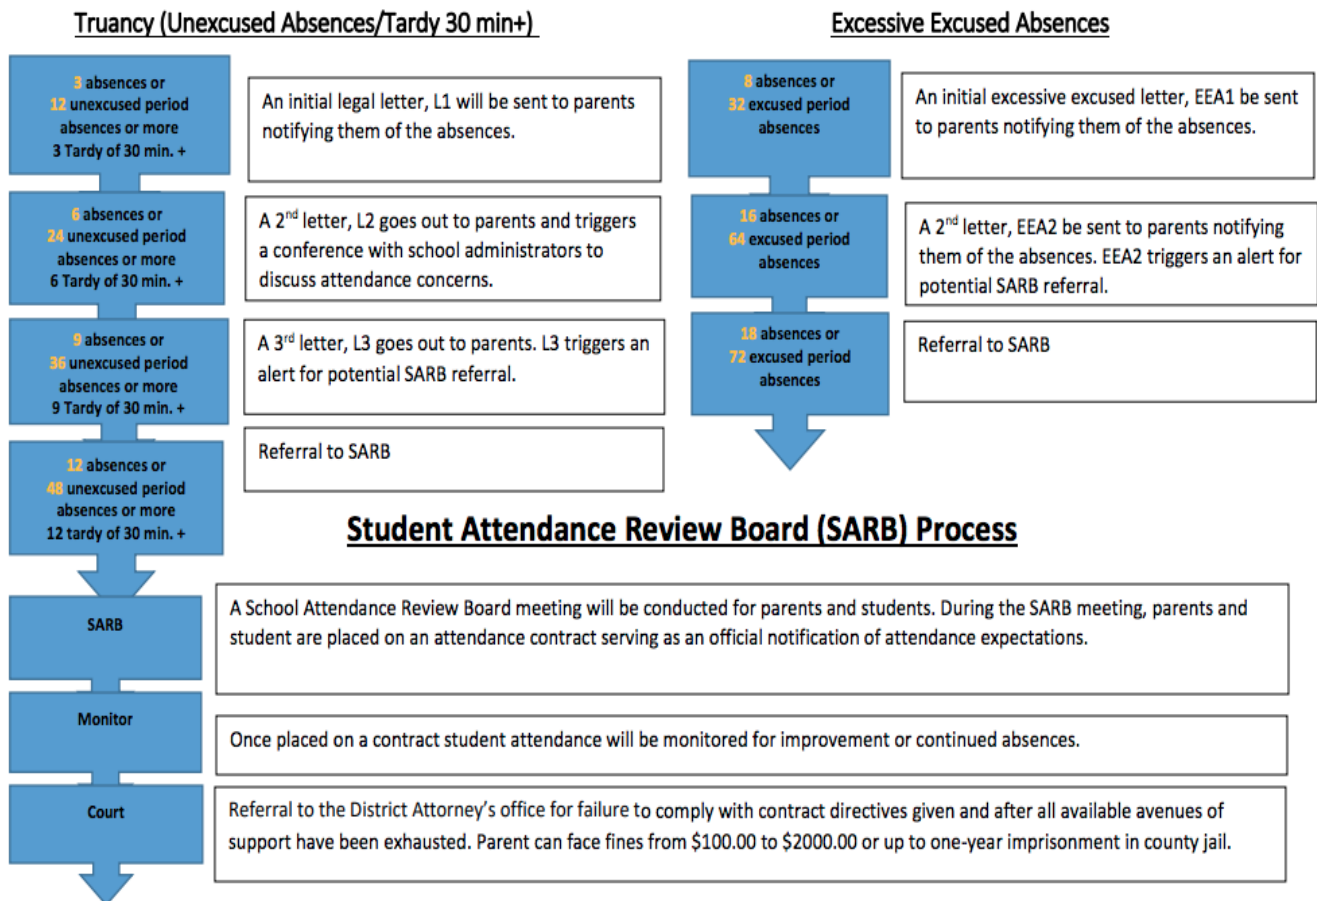 Truancy (Unexcused Absences/Tardy 30 min+)
3 absences or
12 unexcused period
absences or more
3 Tardy of 30 min. +
An initial legal letter, L1 will be sent to parents
notifying them of the absences.
6 absences or
24 unexcused period
absences or more
6 Tardy of 30 min. +
A 2nd letter, L2 goes out to parents and triggers
a conference with school administrators to
discuss attendance concerns.
9 absences or
36 unexcused period
absences or more
9 Tardy of 30 min. +
A 3rd letter, L3 goes out to parents. L3 triggers an
alert for potential SARB referral.
12 absences or
48 unexcused period
absences or more
12 tardy of 30 min. +
Referral to SARB
Excessive Excused Absences
8 absences or
32 excused period
absences
An initial excessive excused letter, EEA1 be sent
to parents notifying them of the absences.
16 absences or
64 excused period
absences
A 2nd letter, EEA2 be sent to parents notifying
them of the absences. EEA2 triggers an alert for
potential SARB referral.
18 absences or
72 excused period
absences
Referral to SARB
Student Attendance Review Board (SARB) Process
SARB
A School Attendance Review Board meeting will be conducted for parents and students. During the SARB meeting, parents and
student are placed on an attendance contract serving as an official notification of attendance expectations.
Monitor
Once placed on a contract student attendance will be monitored for improvement or continued absences.
Court
Referral to the District Attorney's office for failure to comply with contract directives given and after all available avenues of
support have been exhausted. Parent can face fines from $100.00 to $2000.00 or up to one-year imprisonment in county jail.